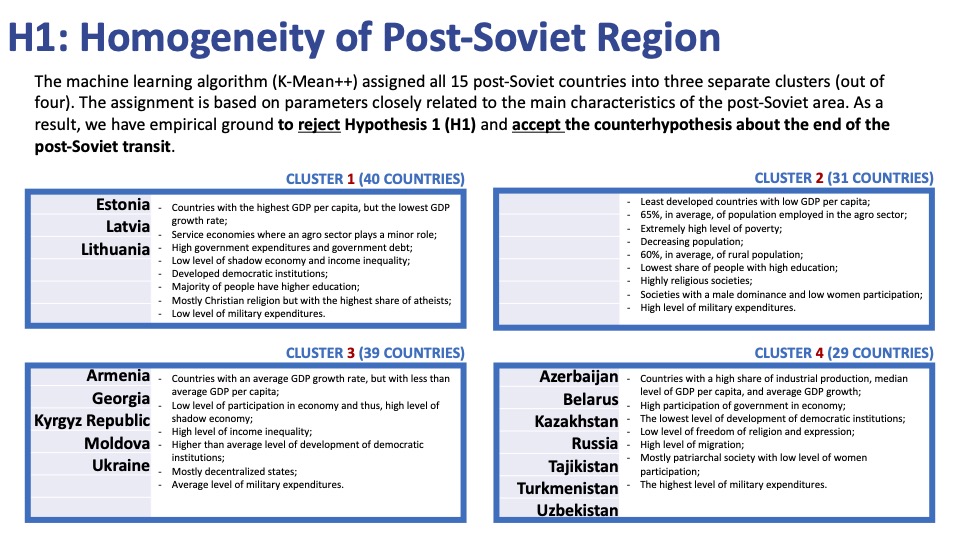 H1: Homogeneity of Post-Soviet Region
The machine learning algorithm (K-Mean++) assigned all 15 post-Soviet countries into three separate clusters (out of
four). The assignment is based on parameters closely related to the main characteristics of the post-Soviet area. As a
result, we have empirical ground to reject Hypothesis 1 (H1) and accept the counterhypothesis about the end of the
post-Soviet transit.
CLUSTER 1 (40 COUNTRIES)
Estonia
Latvia
Lithuania
- Countries with the highest GDP per capita, but the lowest GDP
growth rate;
- Service economies where an agro sector plays a minor role;
- High government expenditures and government debt;
- Low level of shadow economy and income inequality;
- Developed democratic institutions;
- Majority of people have higher education;
- Mostly Christian religion but with the highest share of atheists;
- Low level of military expenditures.
CLUSTER 2 (31 COUNTRIES)
- Least developed countries with low GDP per capita;
- 65%, in average, of population employed in the agro sector;
- Extremely high level of poverty;
- Decreasing population;
- 60%, in average, of rural population;
- Lowest share of people with high education;
- Highly religious societies;
- Societies with a male dominance and low women participation;
- High level of military expenditures.
CLUSTER 3 (39 COUNTRIES)
Armenia
Georgia
Kyrgyz Republic
Moldova
Ukraine
- Countries with an average GDP growth rate, but with less than
average GDP per capita;
- Low level of participation in economy and thus, high level of
shadow economy;
- High level of income inequality;
- Higher than average level of development of democratic
institutions;
- Mostly decentralized states;
- Average level of military expenditures.
CLUSTER 4 (29 COUNTRIES)
Azerbaijan
Belarus
Kazakhstan
Russia
Tajikistan
Turkmenistan
Uzbekistan
- Countries with a high share of industrial production, median
level of GDP per capita, and average GDP growth;
- High participation of government in economy;
- The lowest level of development of democratic institutions;
- Low level of freedom of religion and expression;
- High level of migration;
- Mostly patriarchal society with low level of women
participation;
- The highest level of military expenditures.